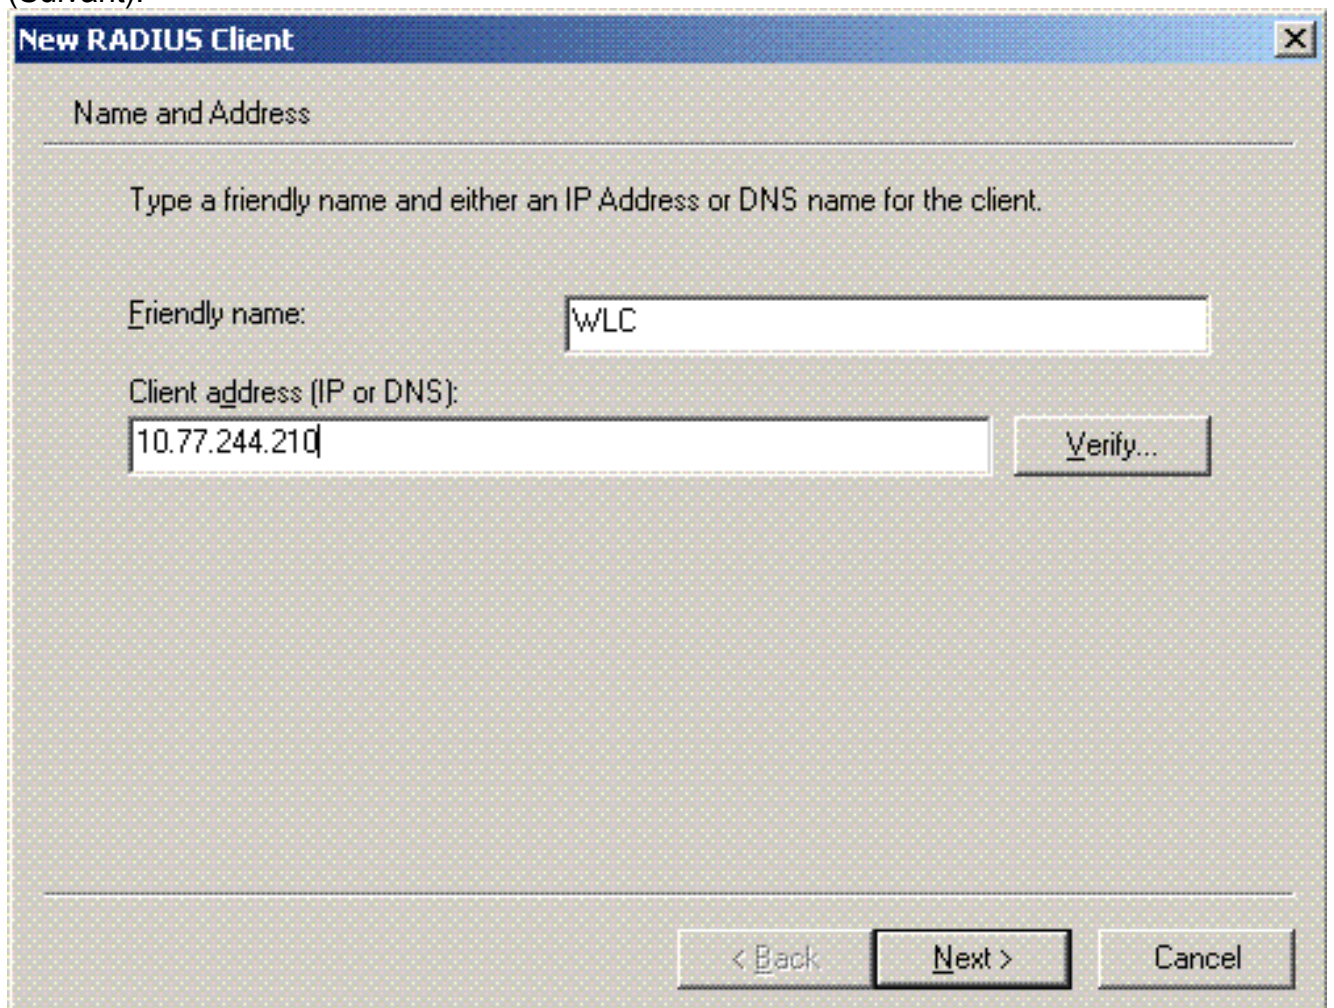 (Suivant).
New RADIUS Client
Name and Address
Type a friendly name and either an IP Address or DNS name for the client.
Friendly name:
WLC
Client address (IP or DNS):
10.77.244.210
Verify...
< Back
Next >
Cancel